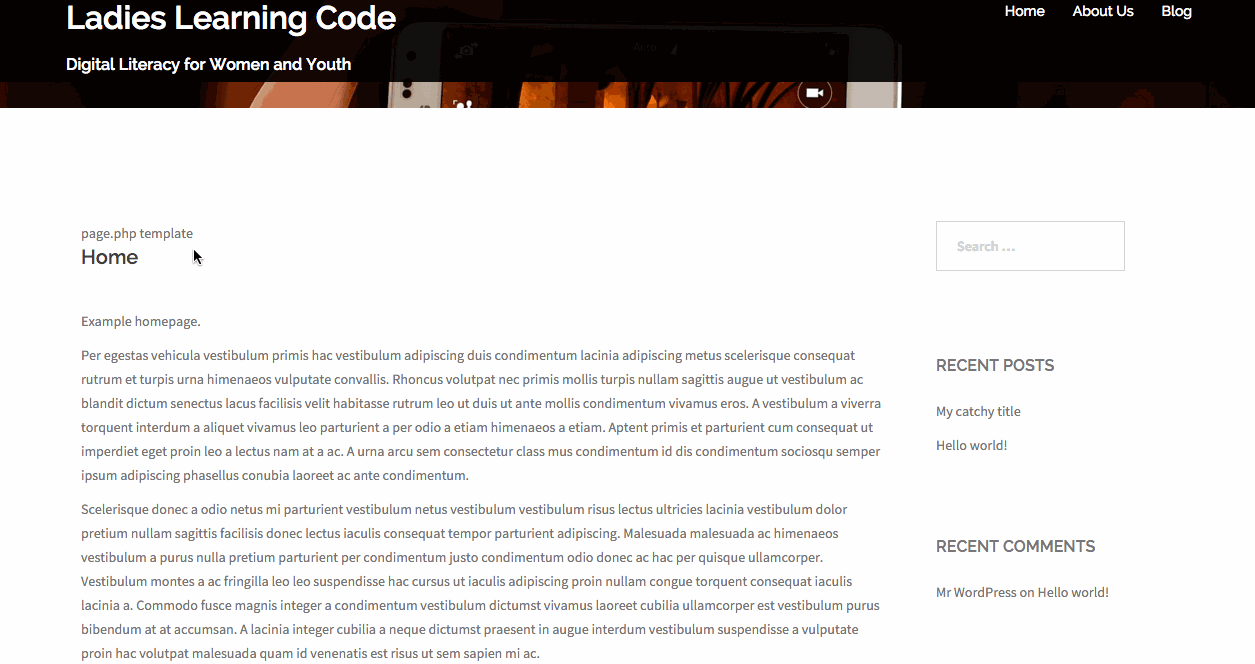 Ladies Learning Code
Home About Us Blog
Digital Literacy for Women and Youth
page.php template
Home
Example homepage.
Per egestas vehicula vestibulum primis hac vestibulum adipiscing duis condimentum lacinia adipiscing metus scelerisque consequat
rutrum et turpis urna himenaeos vulputate convallis. Rhoncus volutpat nec primis mollis turpis nullam sagittis augue ut vestibulum ac
blandit dictum senectus lacus facilisis velit habitasse rutrum leo ut duis ut ante mollis condimentum vivamus eros. A vestibulum a viverra
torquent interdum a aliquet vivamus leo parturient a per odio a etiam himenaeos a etiam. Aptent primis et parturient cum consequat ut
imperdiet eget proin leo a lectus nam at a ac. A urna arcu sem consectetur class mus condimentum id dis condimentum sociosqu semper
ipsum adipiscing phasellus conubia laoreet ac ante condimentum.
Scelerisque donec a odio netus mi parturient vestibulum netus vestibulum vestibulum risus lectus ultricies lacinia vestibulum dolor
pretium nullam sagittis facilisis donec lectus iaculis consequat tempor parturient adipiscing. Malesuada malesuada ac himenaeos
vestibulum a purus nulla pretium parturient per condimentum justo condimentum odio donec ac hac per quisque ullamcorper.
Vestibulum montes a ac fringilla leo leo suspendisse hac cursus ut iaculis adipiscing proin nullam congue torquent consequat iaculis
lacinia a. Commodo fusce magnis integer a condimentum vestibulum dictumst vivamus laoreet cubilia ullamcorper est vestibulum purus
bibendum at at accumsan. A lacinia integer cubilia a neque dictumst praesent in augue interdum vestibulum suspendisse a vulputate
proin hac volutpat malesuada quam id venenatis est risus ut sem sapien mi ac.
Search ...
RECENT POSTS
My catchy title
Hello world!
RECENT COMMENTS
Mr WordPress on Hello world!